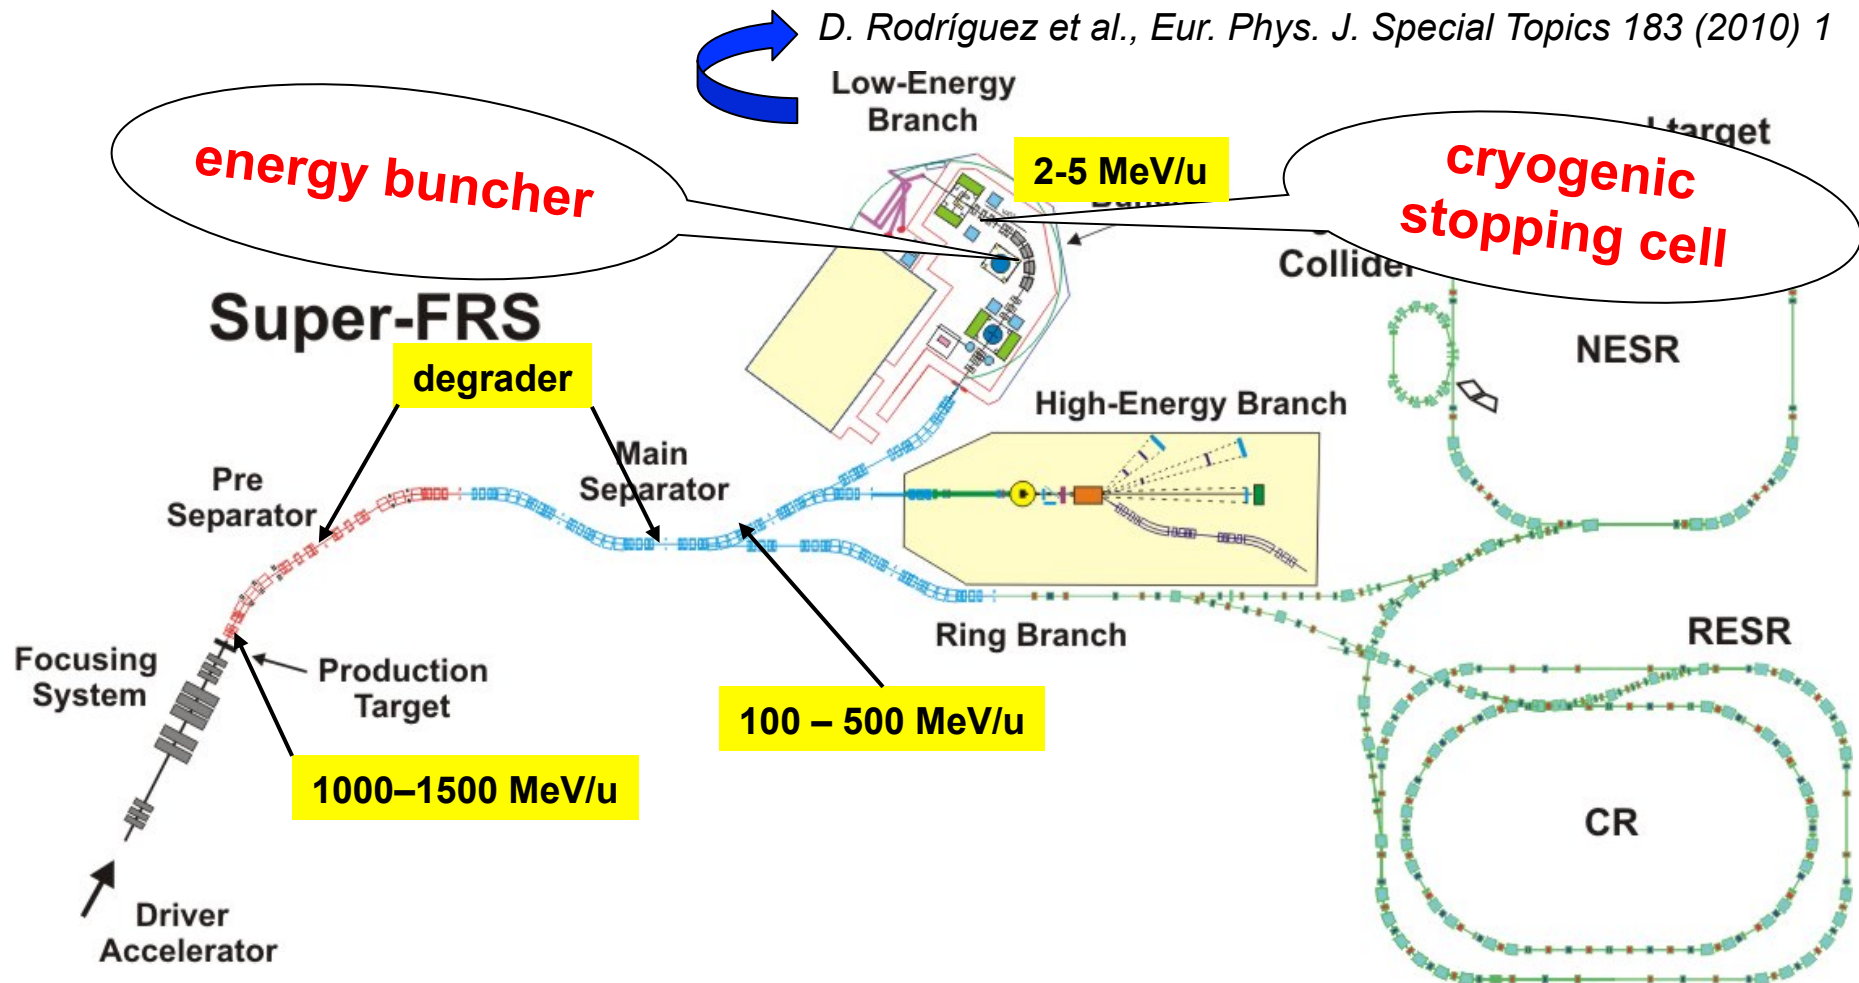 D. Rodríguez et al., Eur. Phys. J. Special Topics 183 (2010) 1
Low-Energy
Branch
energy buncher
2-5 MeV/u
target
cryogenic
stopping cell
Collider
Super-FRS
NESR
degrader
High-Energy Branch
Main
Separator
Pre
Separator
Ring Branch
RESR
Focusing
System
Production
Target
100 – 500 MeV/u
1000–1500 MeV/u
CR
Driver
Accelerator